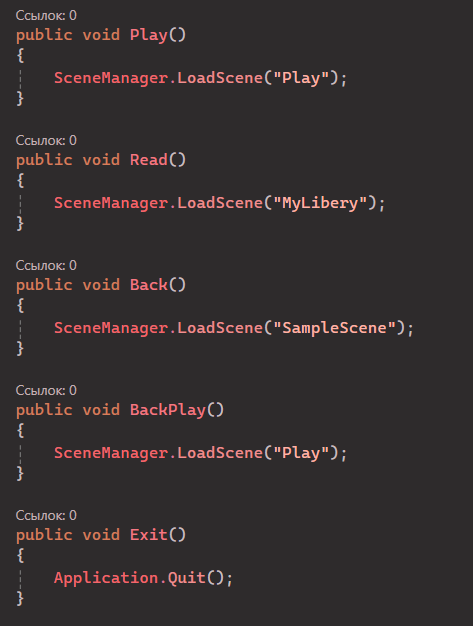 Ссылок: 0
public void Play()
{
SceneManager.LoadScene("Play");
}
Ссылок: 0
public void Read()
{
SceneManager.LoadScene("MyLibery");
}
Ссылок: 0
public void Back()
{
SceneManager.LoadScene("SampleScene");
}
Ссылок: 0
public void BackPlay()
{
SceneManager.LoadScene("Play");
}
Ссылок: 0
public void Exit()
{
Application.Quit();
}